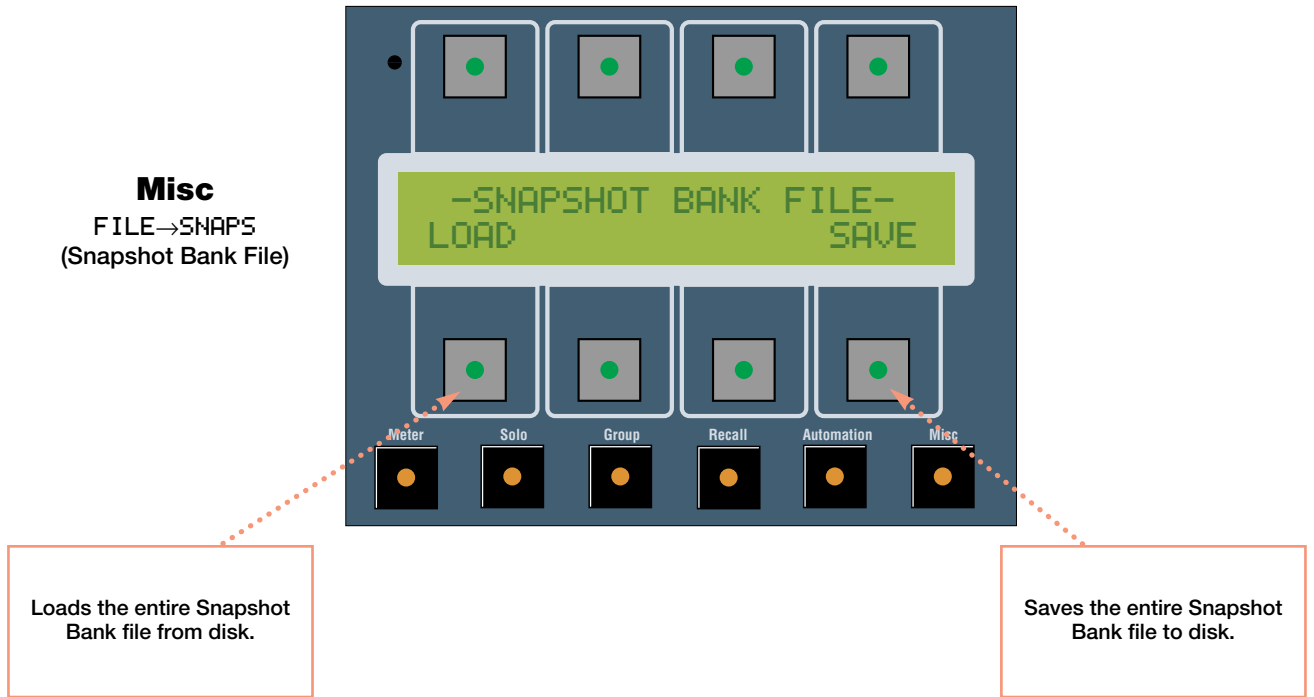 Misc
FILE→SNAPS
(Snapshot Bank File)
-SNAPSHOT BANK FILE-
LOAD SAVE
Meter Solo Group Recall Automation Misc
Loads the entire Snapshot
Bank file from disk.
Saves the entire Snapshot
Bank file to disk.